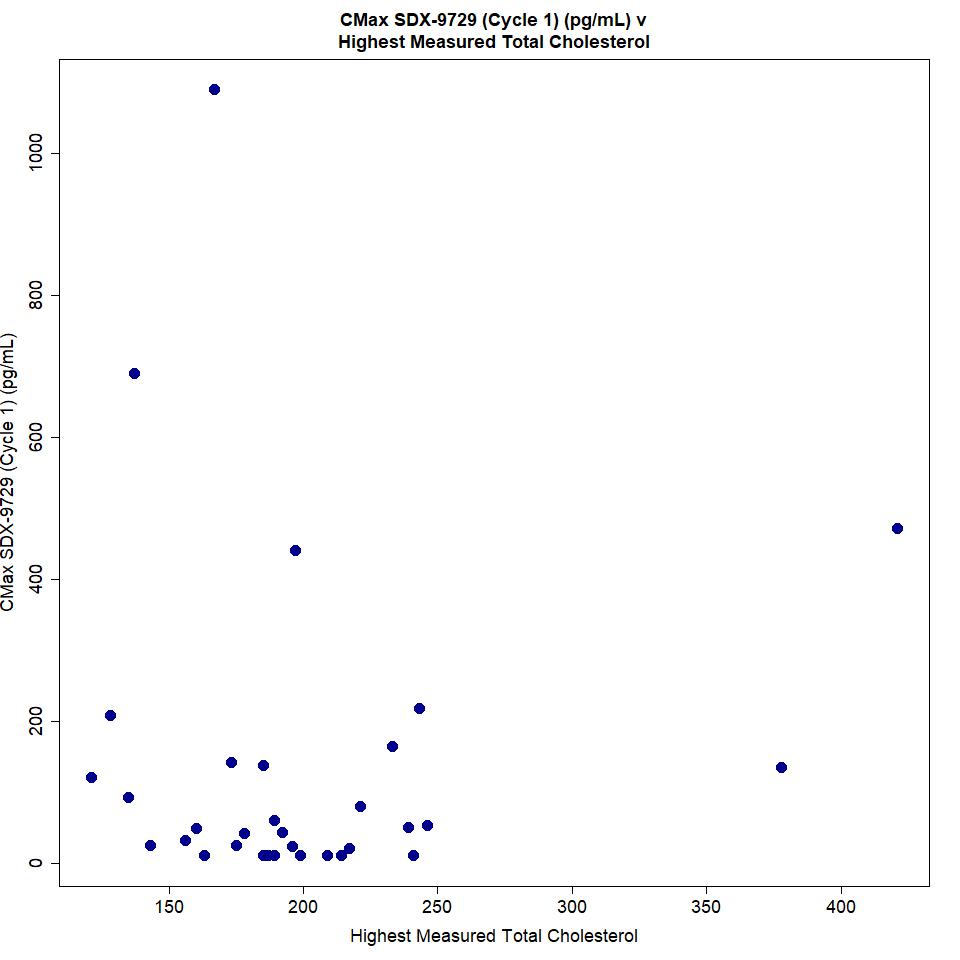 CMax SDX-9729 (Cycle 1) (pg/mL) v
Highest Measured Total Cholesterol
1000
800
600
400
200
0
CMax SDX-9729 (Cycle 1) (pg/mL)
150 200 250 300 350 400
Highest Measured Total Cholesterol